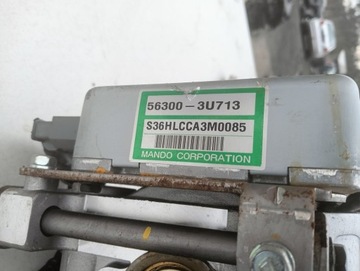 56300-3U713
S36HLCCA3M0085
MANDO CORPORATION